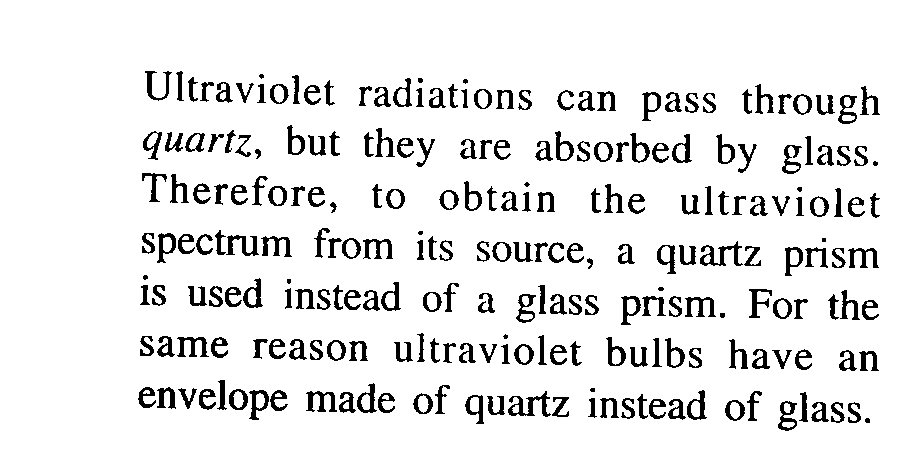 Ultraviolet radiations can pass through
quartz, but they are absorbed by glass.
Therefore, to obtain the ultraviolet
spectrum from its source, a quartz prism
is used instead of a glass prism. For the
same reason ultraviolet bulbs have an
envelope made of quartz instead of glass.